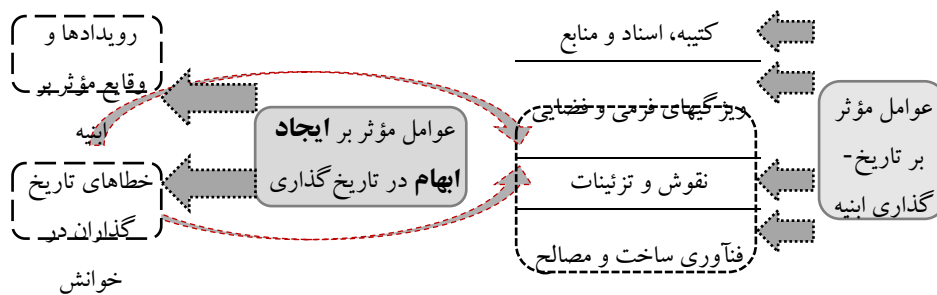 کتیبه، اسناد و منابع
ویژگیهای فرمی و فضایی
نقوش و تزئینات
فنآوری ساخت و مصالح
عوامل مؤثر
بر تاریخ-
گذاری ابنیه
عوامل مؤثر بر ایجاد
ابهام در تاریخ‌گذاری
رویدادها و
وقایع مؤثر بر
ابنیه
خطاهای تاریخ
گذاران در
خوانش